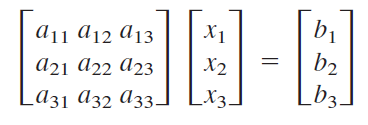 a11 a12 a13 x1 b1
a21 a22 a23 x2 = b2
a31 a32 a33 x3 b3